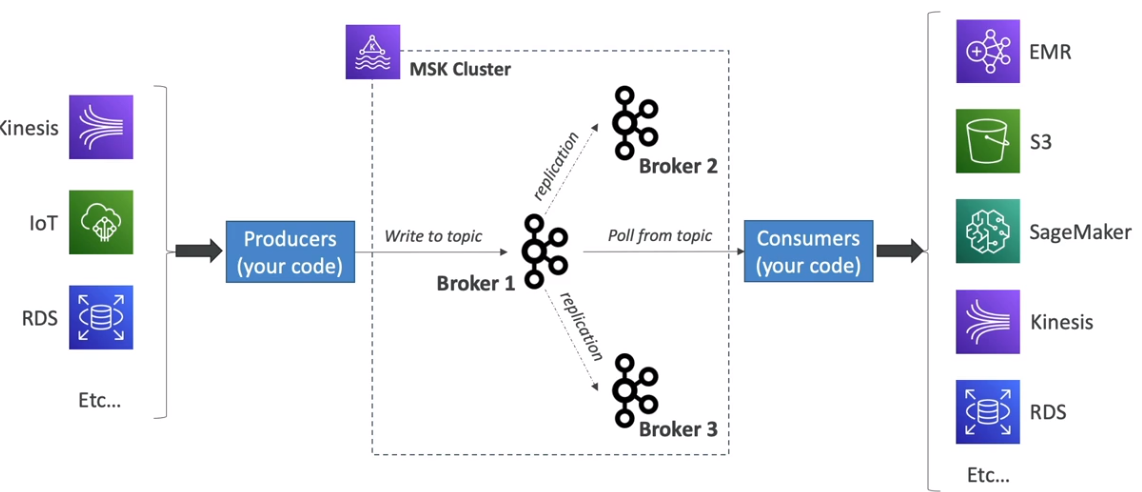 Kinesis
IoT
RDS
Etc...
Producers
(your code)
Write to topic
MSK Cluster
K
replication
Broker 2
Broker 1
replication
Broker 3
Poll from topic
Consumers
(your code)
EMR
S3
SageMaker
Kinesis
RDS
Etc...